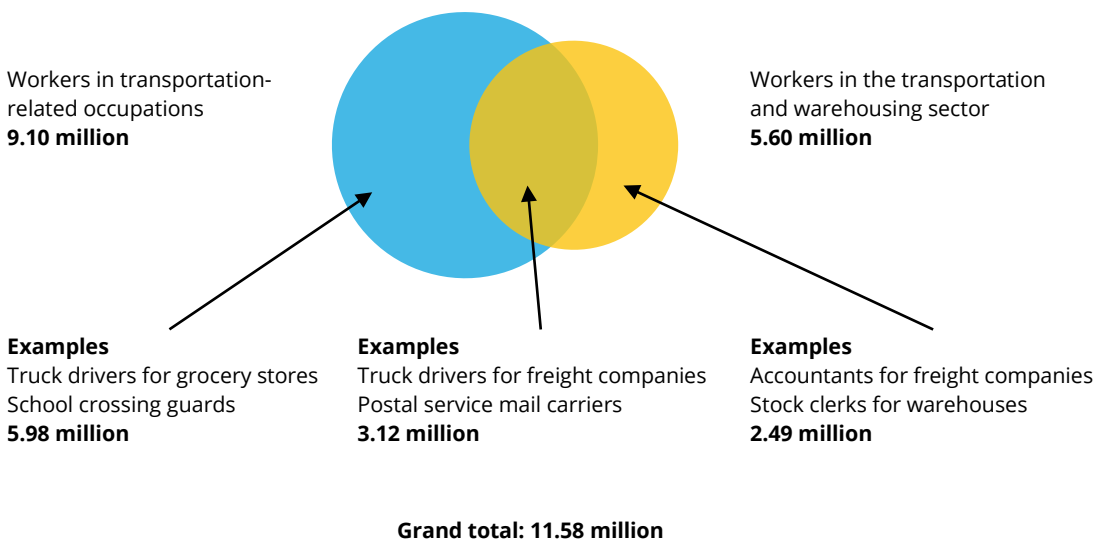 Workers in transportation-
related occupations
9.10 million
Workers in the transportation
and warehousing sector
5.60 million
Examples
Truck drivers for grocery stores
School crossing guards
5.98 million
Examples
Truck drivers for freight companies
Postal service mail carriers
3.12 million
Examples
Accountants for freight companies
Stock clerks for warehouses
2.49 million
Grand total: 11.58 million